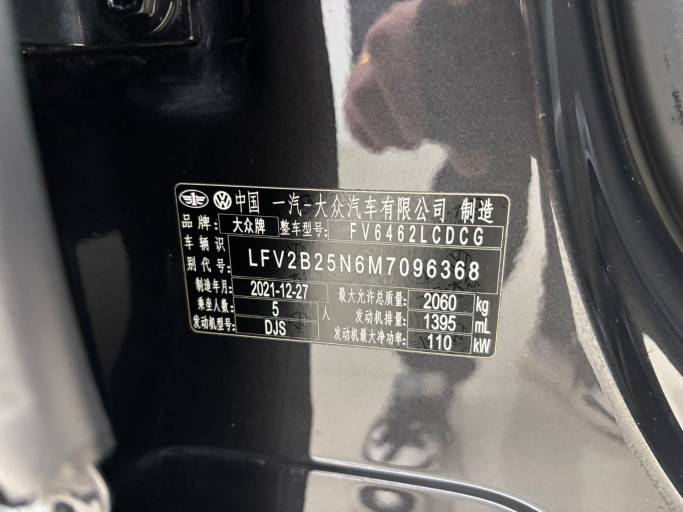 中国 一汽-大众汽车有限公司 制造
品牌: 大众牌 整车型号: FV6462LCDCG
车辆识
别代号: LFV2B25N6M7096368
制造年月: 2021-12-27 最大允许总质量: 2060 kg
乘坐人数: 5 人 发动机排量: 1395 mL
发动机型号: DJS 发动机最大净功率: 110 kW